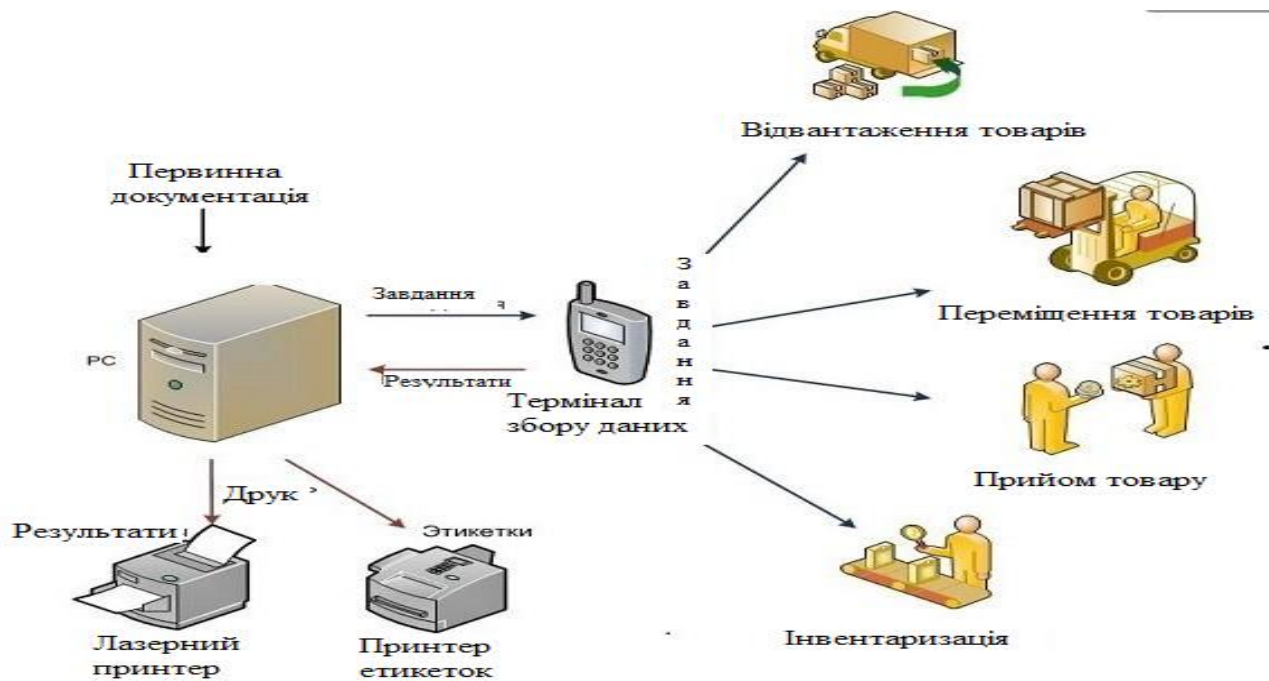 Відвантаження товарів
Первинна
документація
Переміщення товарів
Завдання
Завдання
PC
Результати
Термінал
збору даних
Прийом товару
Друк
Результати
Этикетки
Лазерний
принтер
Принтер
етикеток
Інвентаризація